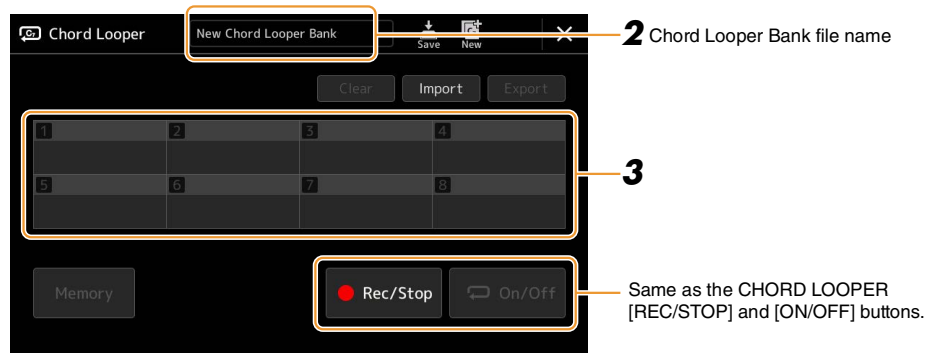 Chord Looper New Chord Looper Bank Save New
2 Chord Looper Bank file name
Clear Import Export
1 2 3 4
3
5 6 7 8
Memory Rec/Stop On/Off
Same as the CHORD LOOPER
[REC/STOP] and [ON/OFF] buttons.